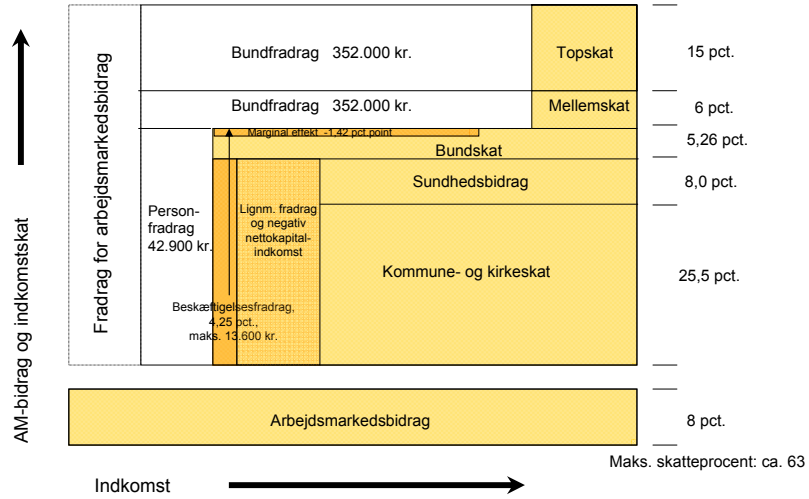 AM-bidrag og indkomstskat
Fradrag for arbejdsmarkedsbidrag
Bundfradrag 352.000 kr.
Topskat
15 pct.
Bundfradrag 352.000 kr.
Mellemskat
6 pct.
Marginal effekt -1,42 pct.point
Bundskat
5,26 pct.
Sundhedsbidrag
8,0 pct.
Person-
fradrag
42.900 kr.
Lignm. fradrag
og negativ
nettokapital-
indkomst
Kommune- og kirkeskat
25,5 pct.
Beskæftigelsesfradrag,
4,25 pct.,
maks. 13.600 kr.
Arbejdsmarkedsbidrag
8 pct.
Maks. skatteprocent: ca. 63
Indkomst